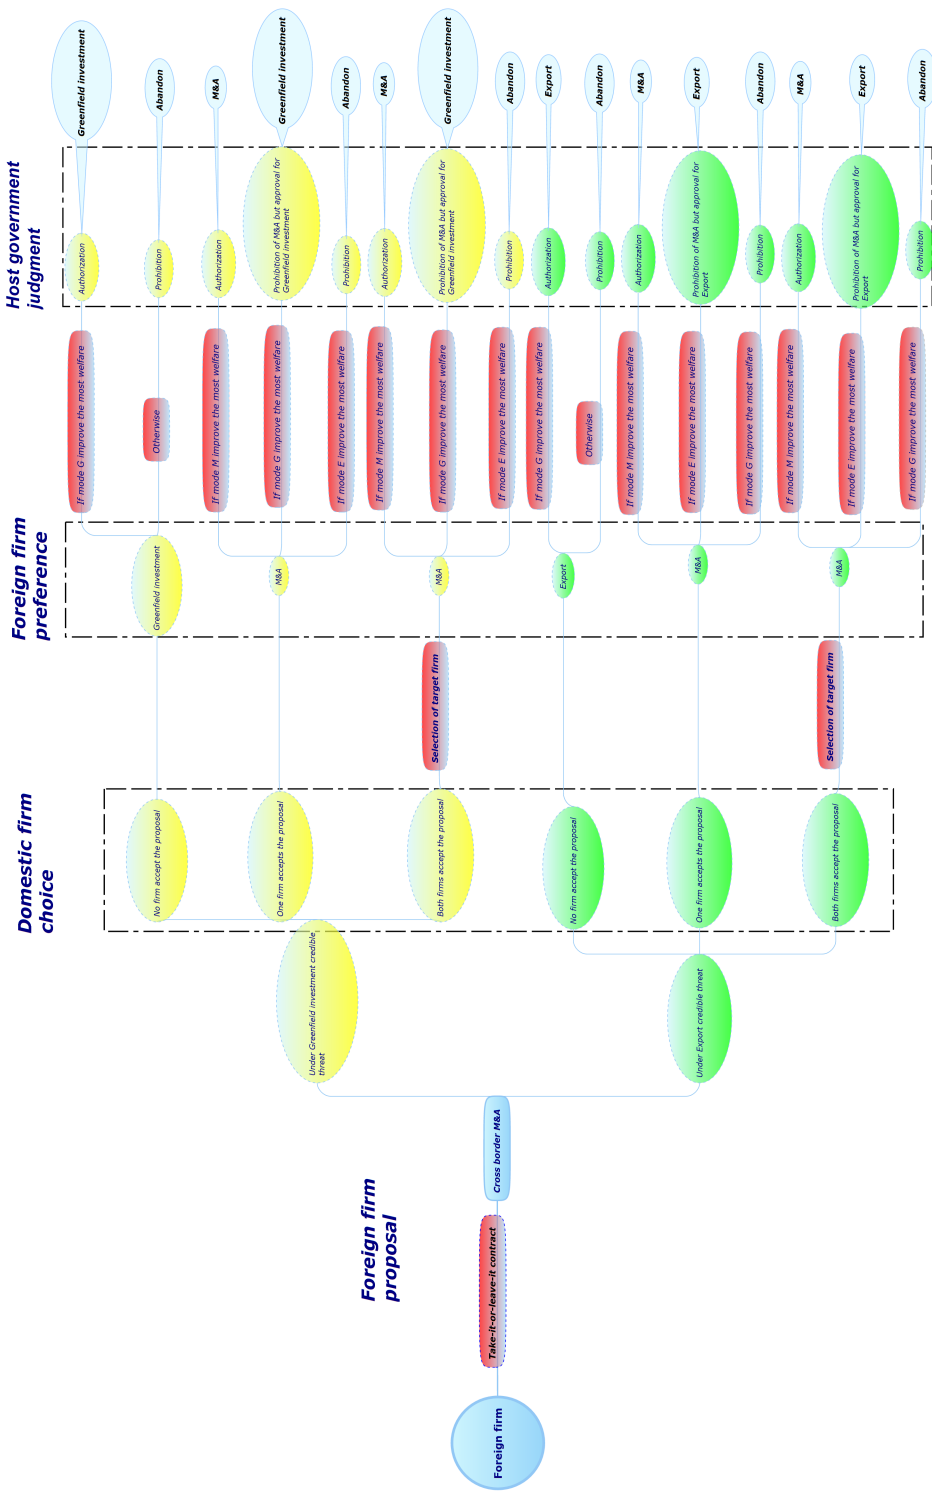 Foreign firm
Take-it-or-leave-it contract
Foreign firm
proposal
Cross border M&A
Under Greenfield investment credible
threat
Under Export credible threat
Domestic firm
choice
No firm accept the proposal
One firm accepts the proposal
Both firms accept the proposal
No firm accept the proposal
One firm accepts the proposal
Both firms accept the proposal
Selection of target firm
Selection of target firm
Foreign firm
preference
Greenfield investment
M&A
M&A
Export
M&A
M&A
If mode G improve the most welfare
Otherwise
If mode M improve the most welfare
If mode G improve the most welfare
If mode E improve the most welfare
If mode M improve the most welfare
If mode G improve the most welfare
If mode E improve the most welfare
If mode G improve the most welfare
Otherwise
If mode M improve the most welfare
If mode E improve the most welfare
If mode G improve the most welfare
If mode M improve the most welfare
If mode E improve the most welfare
If mode G improve the most welfare
Host government
judgment
Authorization
Prohibition
Authorization
Prohibition of M&A but approval for
Greenfield investment
Prohibition
Authorization
Prohibition of M&A but approval for
Greenfield investment
Prohibition
Authorization
Prohibition
Authorization
Prohibition of M&A but approval for
Export
Prohibition
Authorization
Prohibition of M&A but approval for
Export
Prohibition
Greenfield investment
Abandon
M&A
Greenfield investment
Abandon
M&A
Greenfield investment
Abandon
Export
Abandon
M&A
Export
Abandon
M&A
Export
Abandon